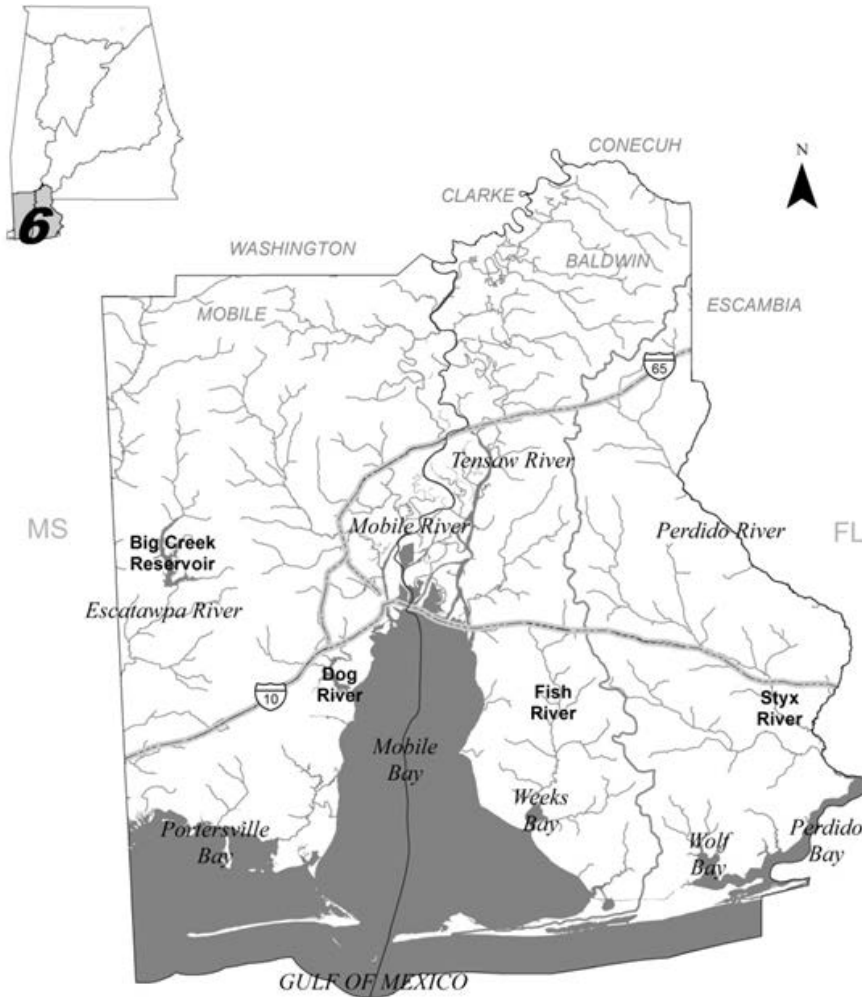 6
N
CONECUH
CLARKE
WASHINGTON
BALDWIN
MOBILE
ESCAMBIA
65
Tensaw River
MS
Mobile River
Perdido River
FL
Big Creek
Reservoir
Escatawpa River
Dog
River
10
Fish
River
Styx
River
Mobile
Bay
Weeks
Bay
Portersville
Bay
Wolf
Bay
Perdido
Bay
GULF OF MEXICO